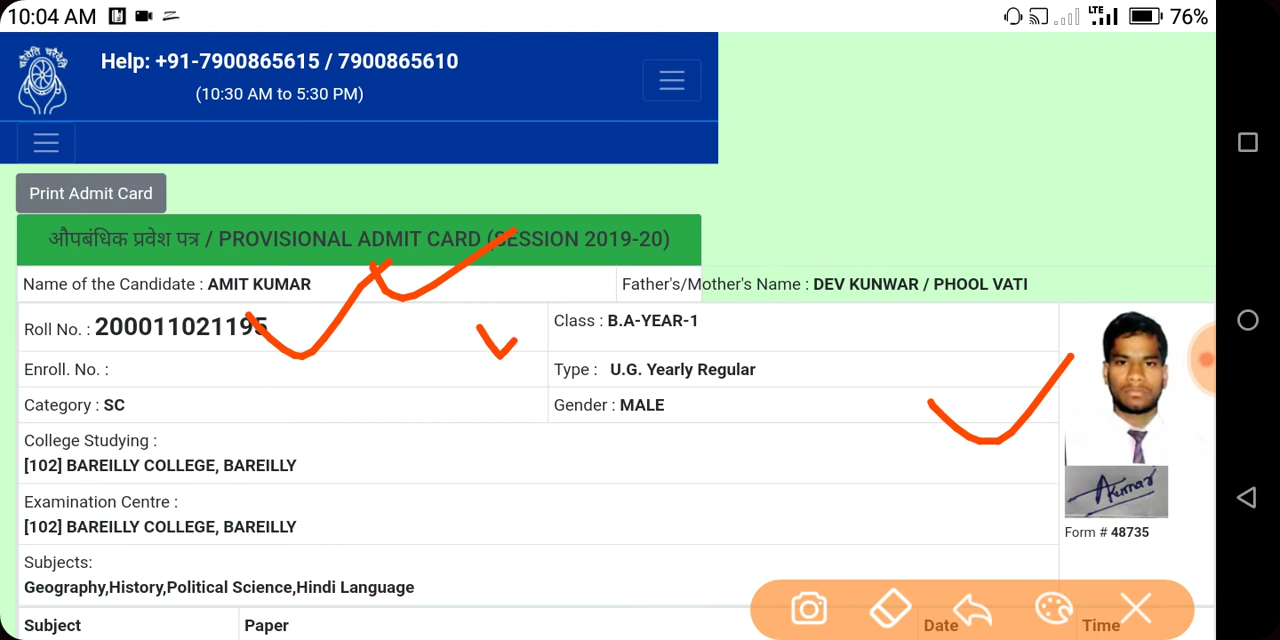 10:04 AM
LTE
76%
Help: +91-7900865615 / 7900865610
(10:30 AM to 5:30 PM)
Print Admit Card
औपबंधिक प्रवेश पत्र / PROVISIONAL ADMIT CARD (SESSION 2019-20)
Name of the Candidate : AMIT KUMAR
Father's/Mother's Name : DEV KUNWAR / PHOOL VATI
Roll No. : 200011021195
Class : B.A-YEAR-1
Enroll. No. :
Type : U.G. Yearly Regular
Category : SC
Gender : MALE
College Studying :
[102] BAREILLY COLLEGE, BAREILLY
Examination Centre :
[102] BAREILLY COLLEGE, BAREILLY
AKumar
Form # 48735
Subjects:
Geography,History,Political Science,Hindi Language
Subject Paper Date Time